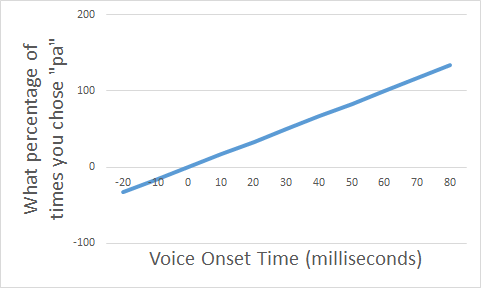 What percentage of
times you chose "pa"
200
100
0
-100
-20 -10 0 10 20 30 40 50 60 70 80
Voice Onset Time (milliseconds)